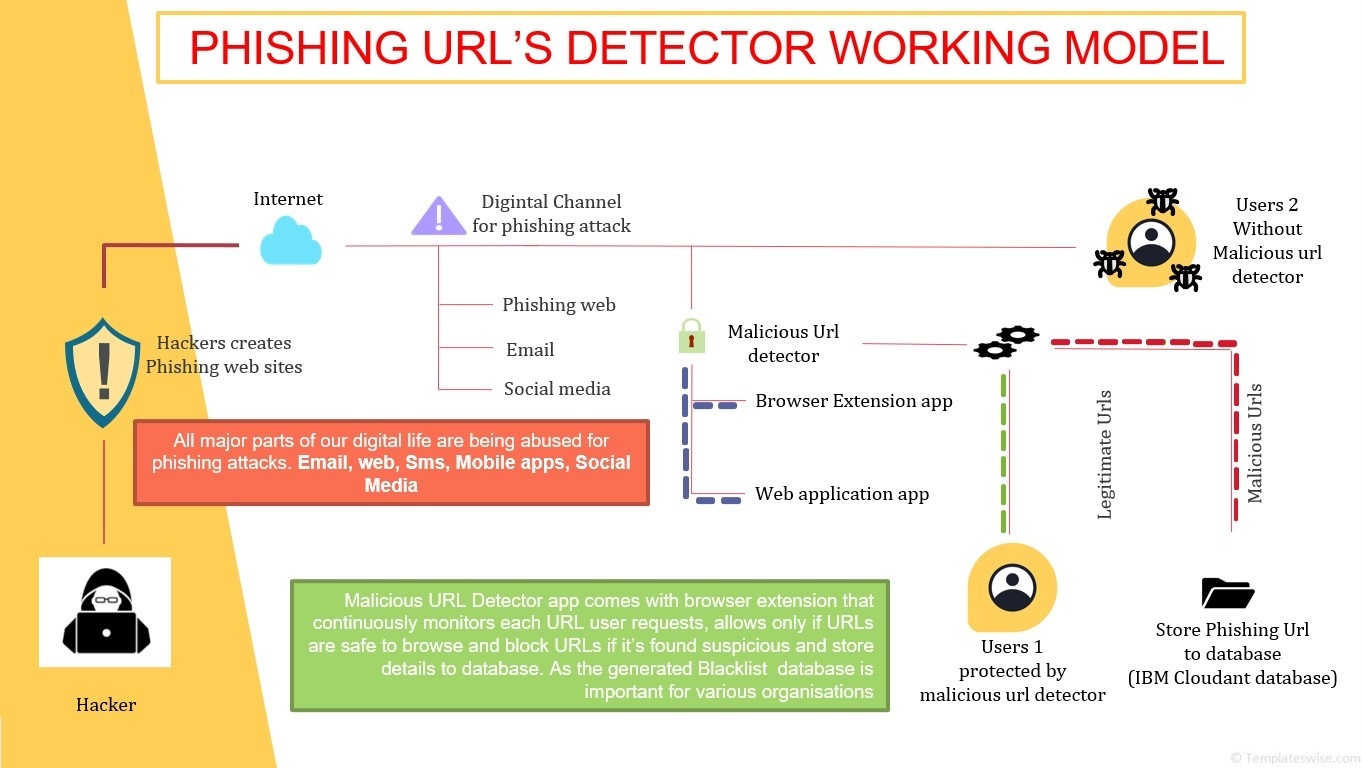 PHISHING URL’S DETECTOR WORKING MODEL
Internet
Digintal Channel
for phishing attack
Users 2
Without
Malicious url
detector
Phishing web
Email
Social media
Hackers creates
Phishing web sites
Malicious Url
detector
Browser Extension app
Web application app
Legitimate Urls
Malicious Urls
All major parts of our digital life are being abused for
phishing attacks. Email, web, Sms, Mobile apps, Social
Media
Hacker
Malicious URL Detector app comes with browser extension that
continuously monitors each URL user requests, allows only if URLs
are safe to browse and block URLs if it’s found suspicious and store
details to database. As the generated Blacklist database is
important for various organisations
Users 1
protected by
malicious url detector
Store Phishing Url
to database
(IBM Cloudant database)
© Templateswise.com